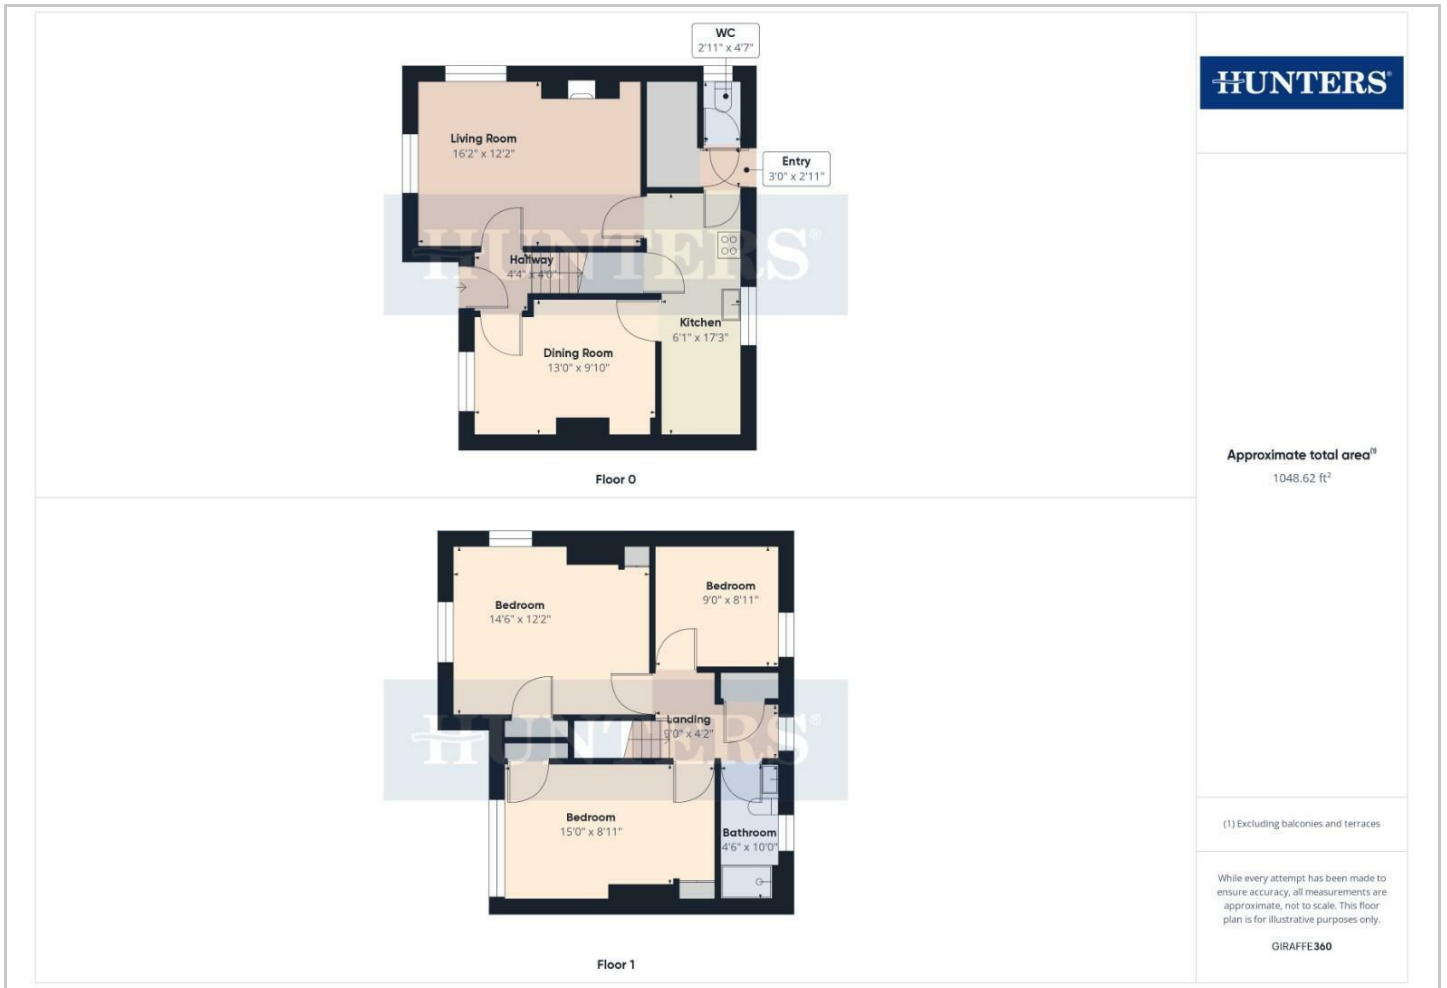 WC
2'11" x 4'7"
HUNTERS®
Living Room
16'2" x 12'2"
Entry
3'0" x 2'11"
HUNTERS®
Hallway
4'4" x 4'0"
Kitchen
6'1" x 17'3"
Dining Room
13'0" x 9'10"
Floor 0
Approximate total area⁽¹⁾
1048.62 ft²
Bedroom
14'6" x 12'2"
Bedroom
9'0" x 8'11"
HUNTERS®
Landing
9'0" x 4'2"
Bedroom
15'0" x 8'11"
Bathroom
4'6" x 10'0"
Floor 1
(1) Excluding balconies and terraces
While every attempt has been made to
ensure accuracy, all measurements are
approximate, not to scale. This floor
plan is for illustrative purposes only.
GIRAFFE360